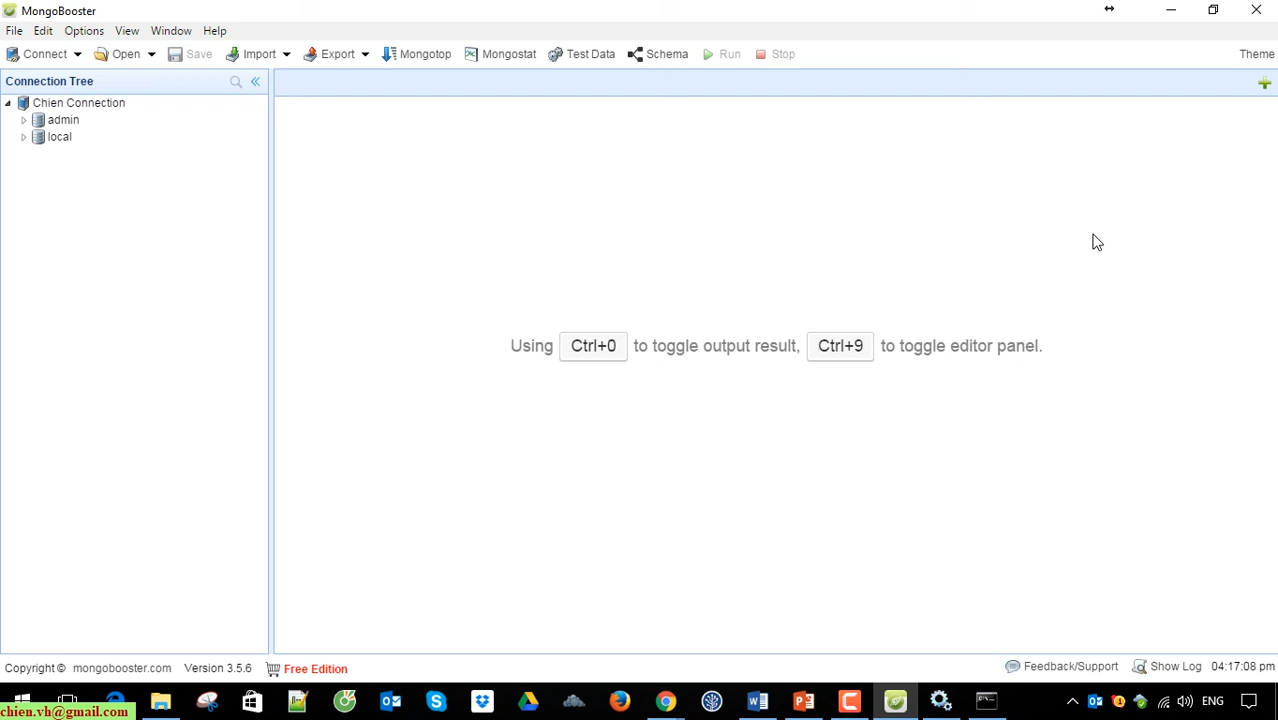 MongoBooster
File Edit Options View Window Help
Connect Open Save Import Export Mongotop Mongostat Test Data Schema Run Stop Theme
Connection Tree
Chien Connection
admin
local
Using Ctrl+0 to toggle output result, Ctrl+9 to toggle editor panel.
Copyright © mongobooster.com Version 3.5.6 Free Edition Feedback/Support Show Log 04:17:08 pm
ENG
chien.vh@gmail.com